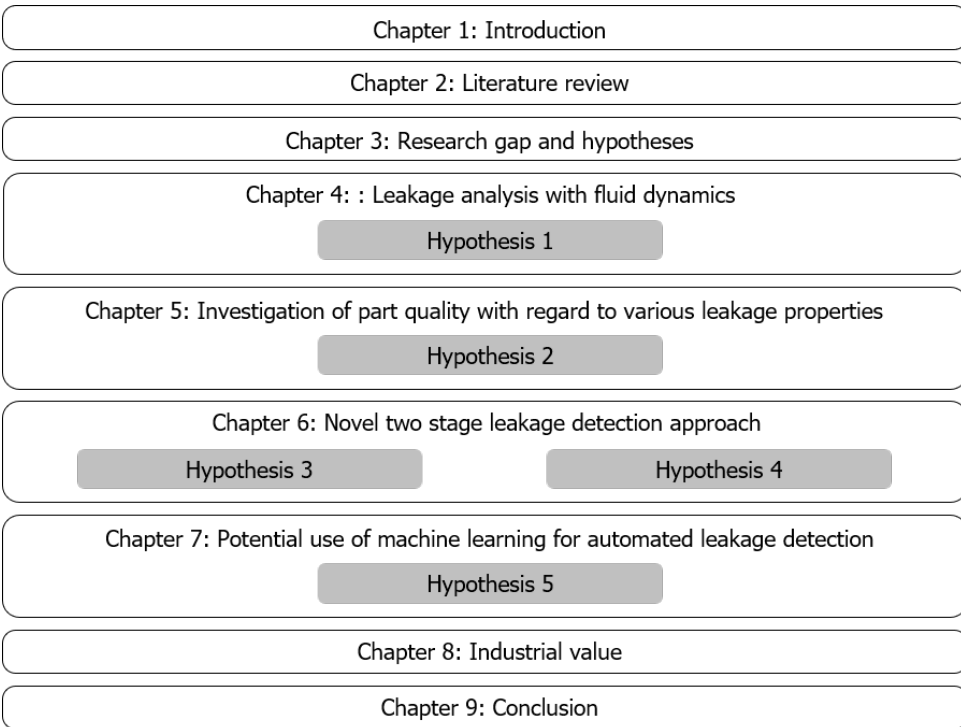 Chapter 1: Introduction
Chapter 2: Literature review
Chapter 3: Research gap and hypotheses
Chapter 4: : Leakage analysis with fluid dynamics
Hypothesis 1
Chapter 5: Investigation of part quality with regard to various leakage properties
Hypothesis 2
Chapter 6: Novel two stage leakage detection approach
Hypothesis 3
Hypothesis 4
Chapter 7: Potential use of machine learning for automated leakage detection
Hypothesis 5
Chapter 8: Industrial value
Chapter 9: Conclusion